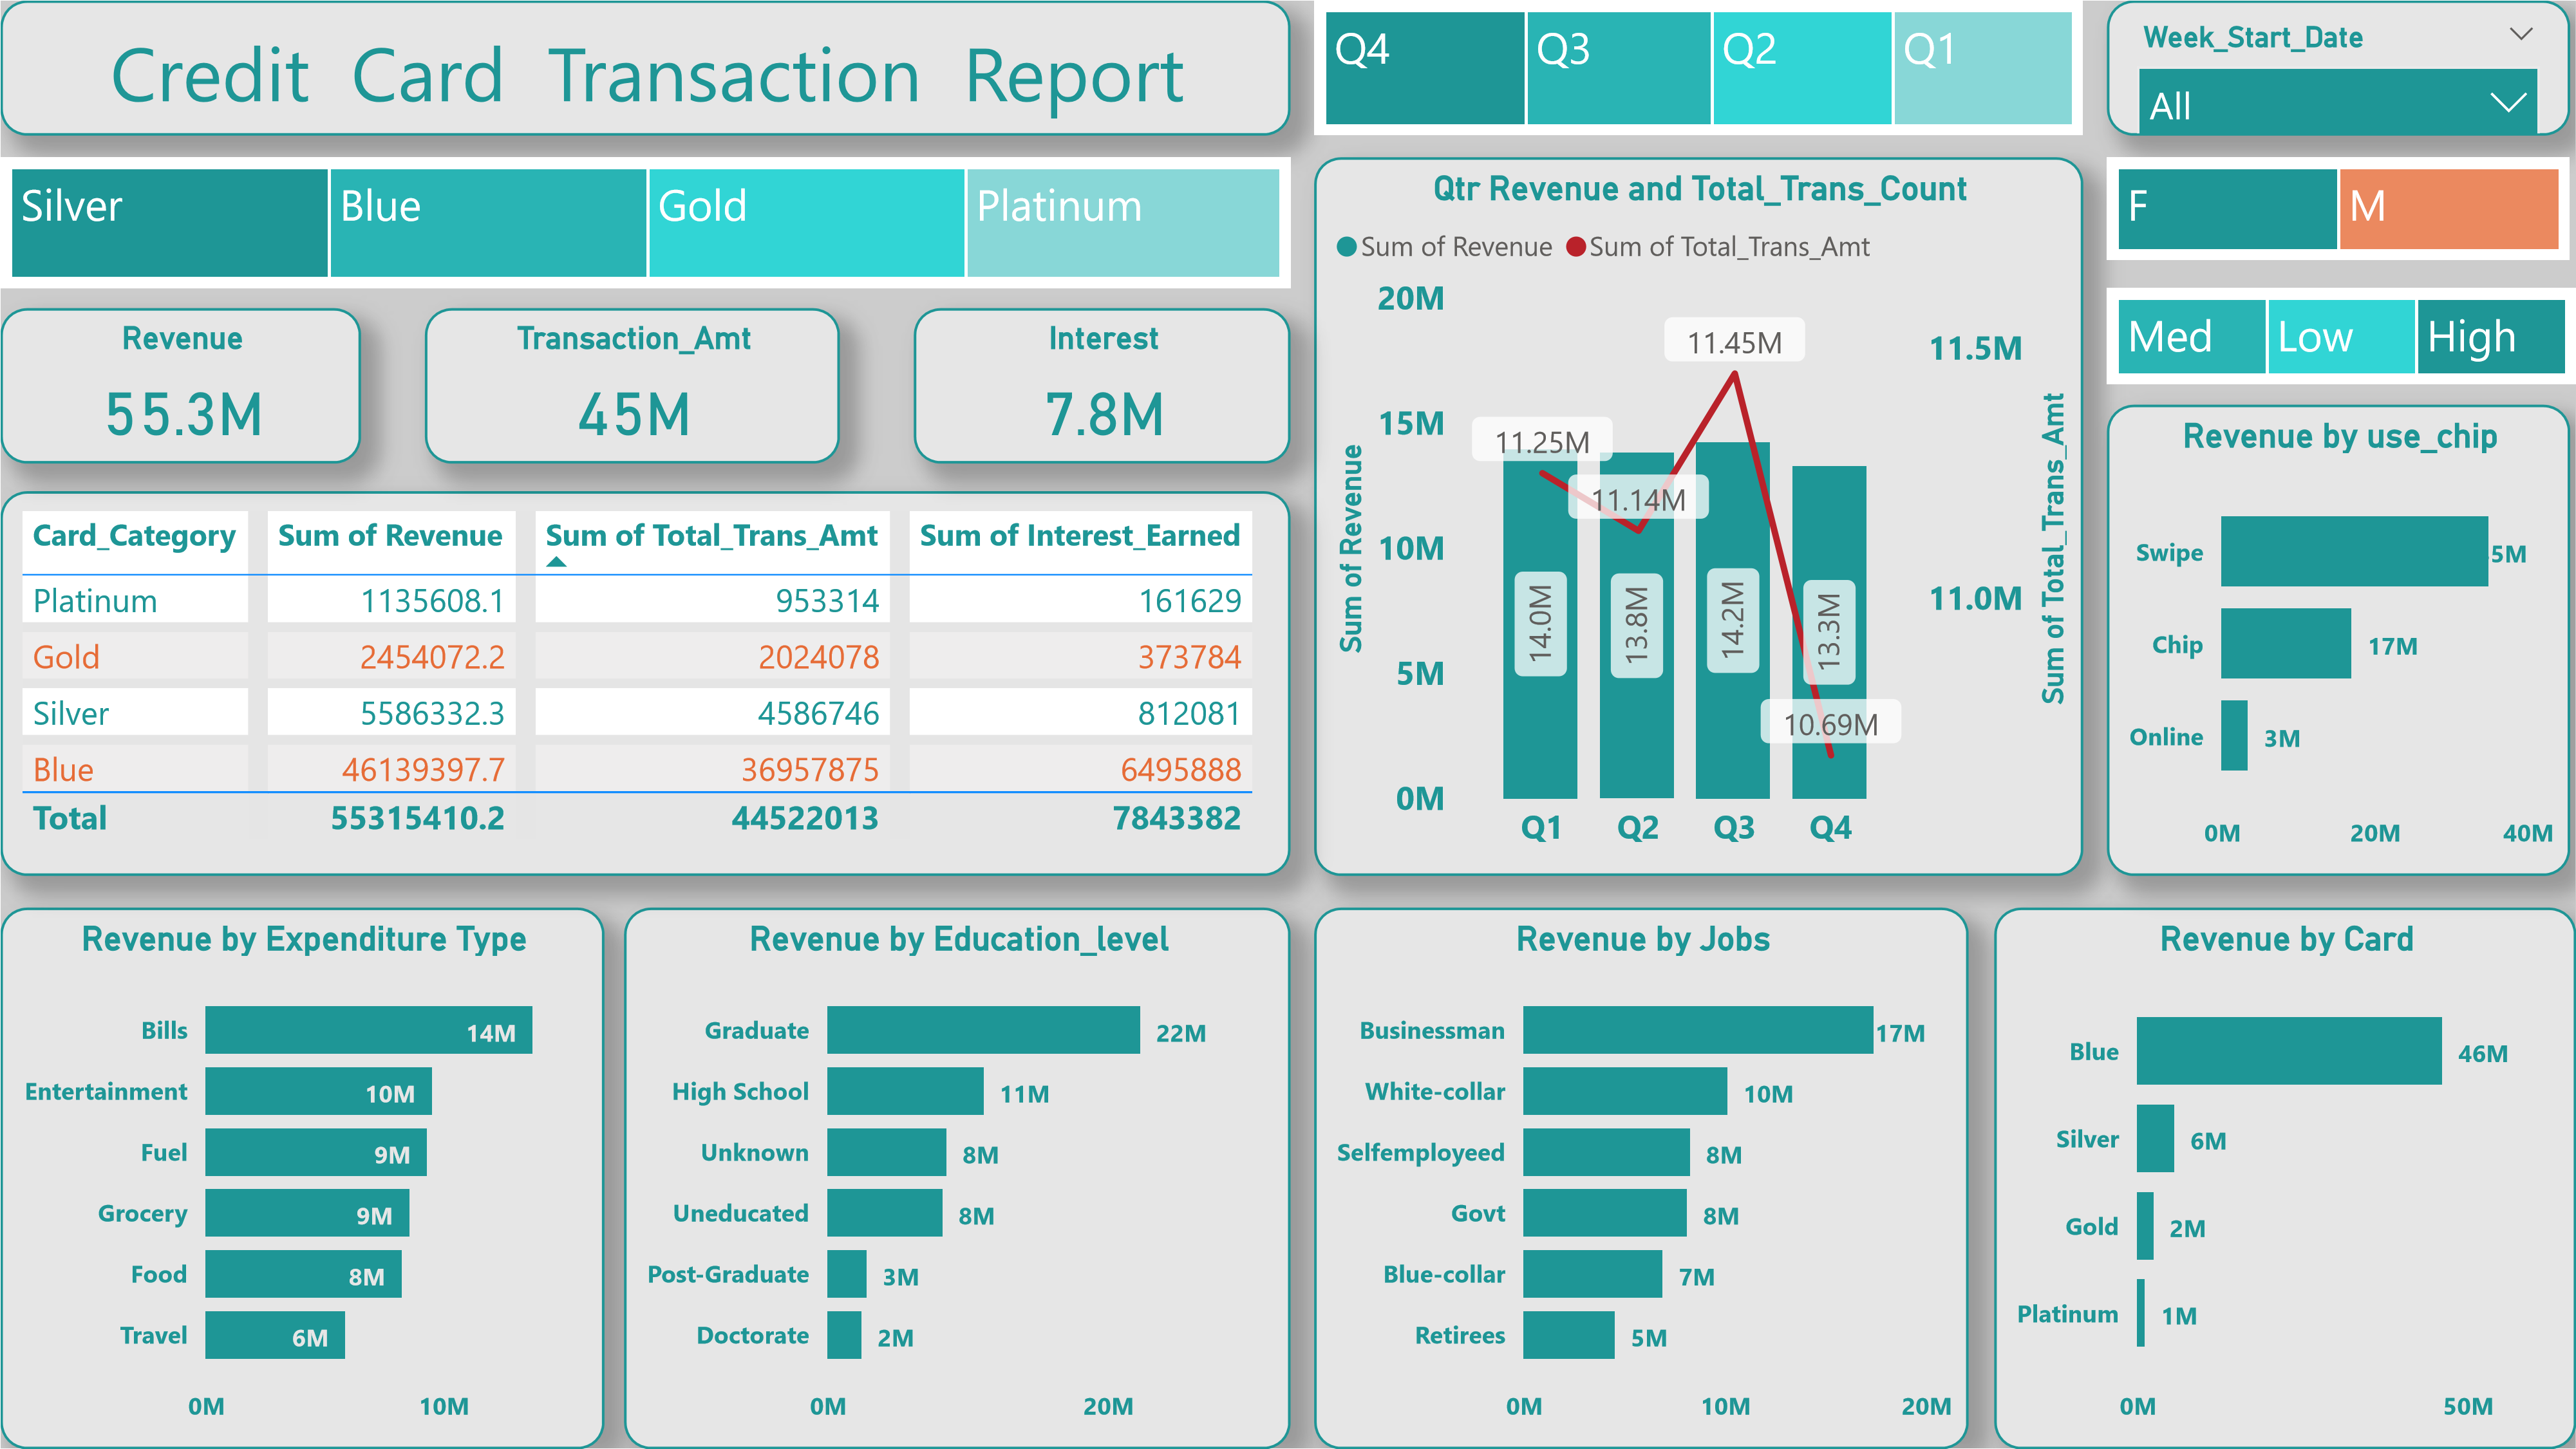 Credit Card Transaction Report
Q4 Q3 Q2 Q1
Week_Start_Date
All
Silver Blue Gold Platinum
F M
Med Low High
Revenue
55.3M
Transaction_Amt
45M
Interest
7.8M
Card_Category Sum of Revenue Sum of Total_Trans_Amt Sum of Interest_Earned
Platinum 1135608.1 953314 161629
Gold 2454072.2 2024078 373784
Silver 5586332.3 4586746 812081
Blue 46139397.7 36957875 6495888
Total 55315410.2 44522013 7843382
Qtr Revenue and Total_Trans_Count
Sum of Revenue Sum of Total_Trans_Amt
Sum of Revenue
20M
15M
10M
5M
0M
11.25M
11.14M
11.45M
10.69M
14.0M
13.8M
14.2M
13.3M
Q1 Q2 Q3 Q4
11.5M
11.0M
Sum of Total_Trans_Amt
Revenue by use_chip
Swipe 5M
Chip 17M
Online 3M
0M 20M 40M
Revenue by Expenditure Type
Bills 14M
Entertainment 10M
Fuel 9M
Grocery 9M
Food 8M
Travel 6M
0M 10M
Revenue by Education_level
Graduate 22M
High School 11M
Unknown 8M
Uneducated 8M
Post-Graduate 3M
Doctorate 2M
0M 20M
Revenue by Jobs
Businessman 17M
White-collar 10M
Selfemployeed 8M
Govt 8M
Blue-collar 7M
Retirees 5M
0M 10M 20M
Revenue by Card
Blue 46M
Silver 6M
Gold 2M
Platinum 1M
0M 50M